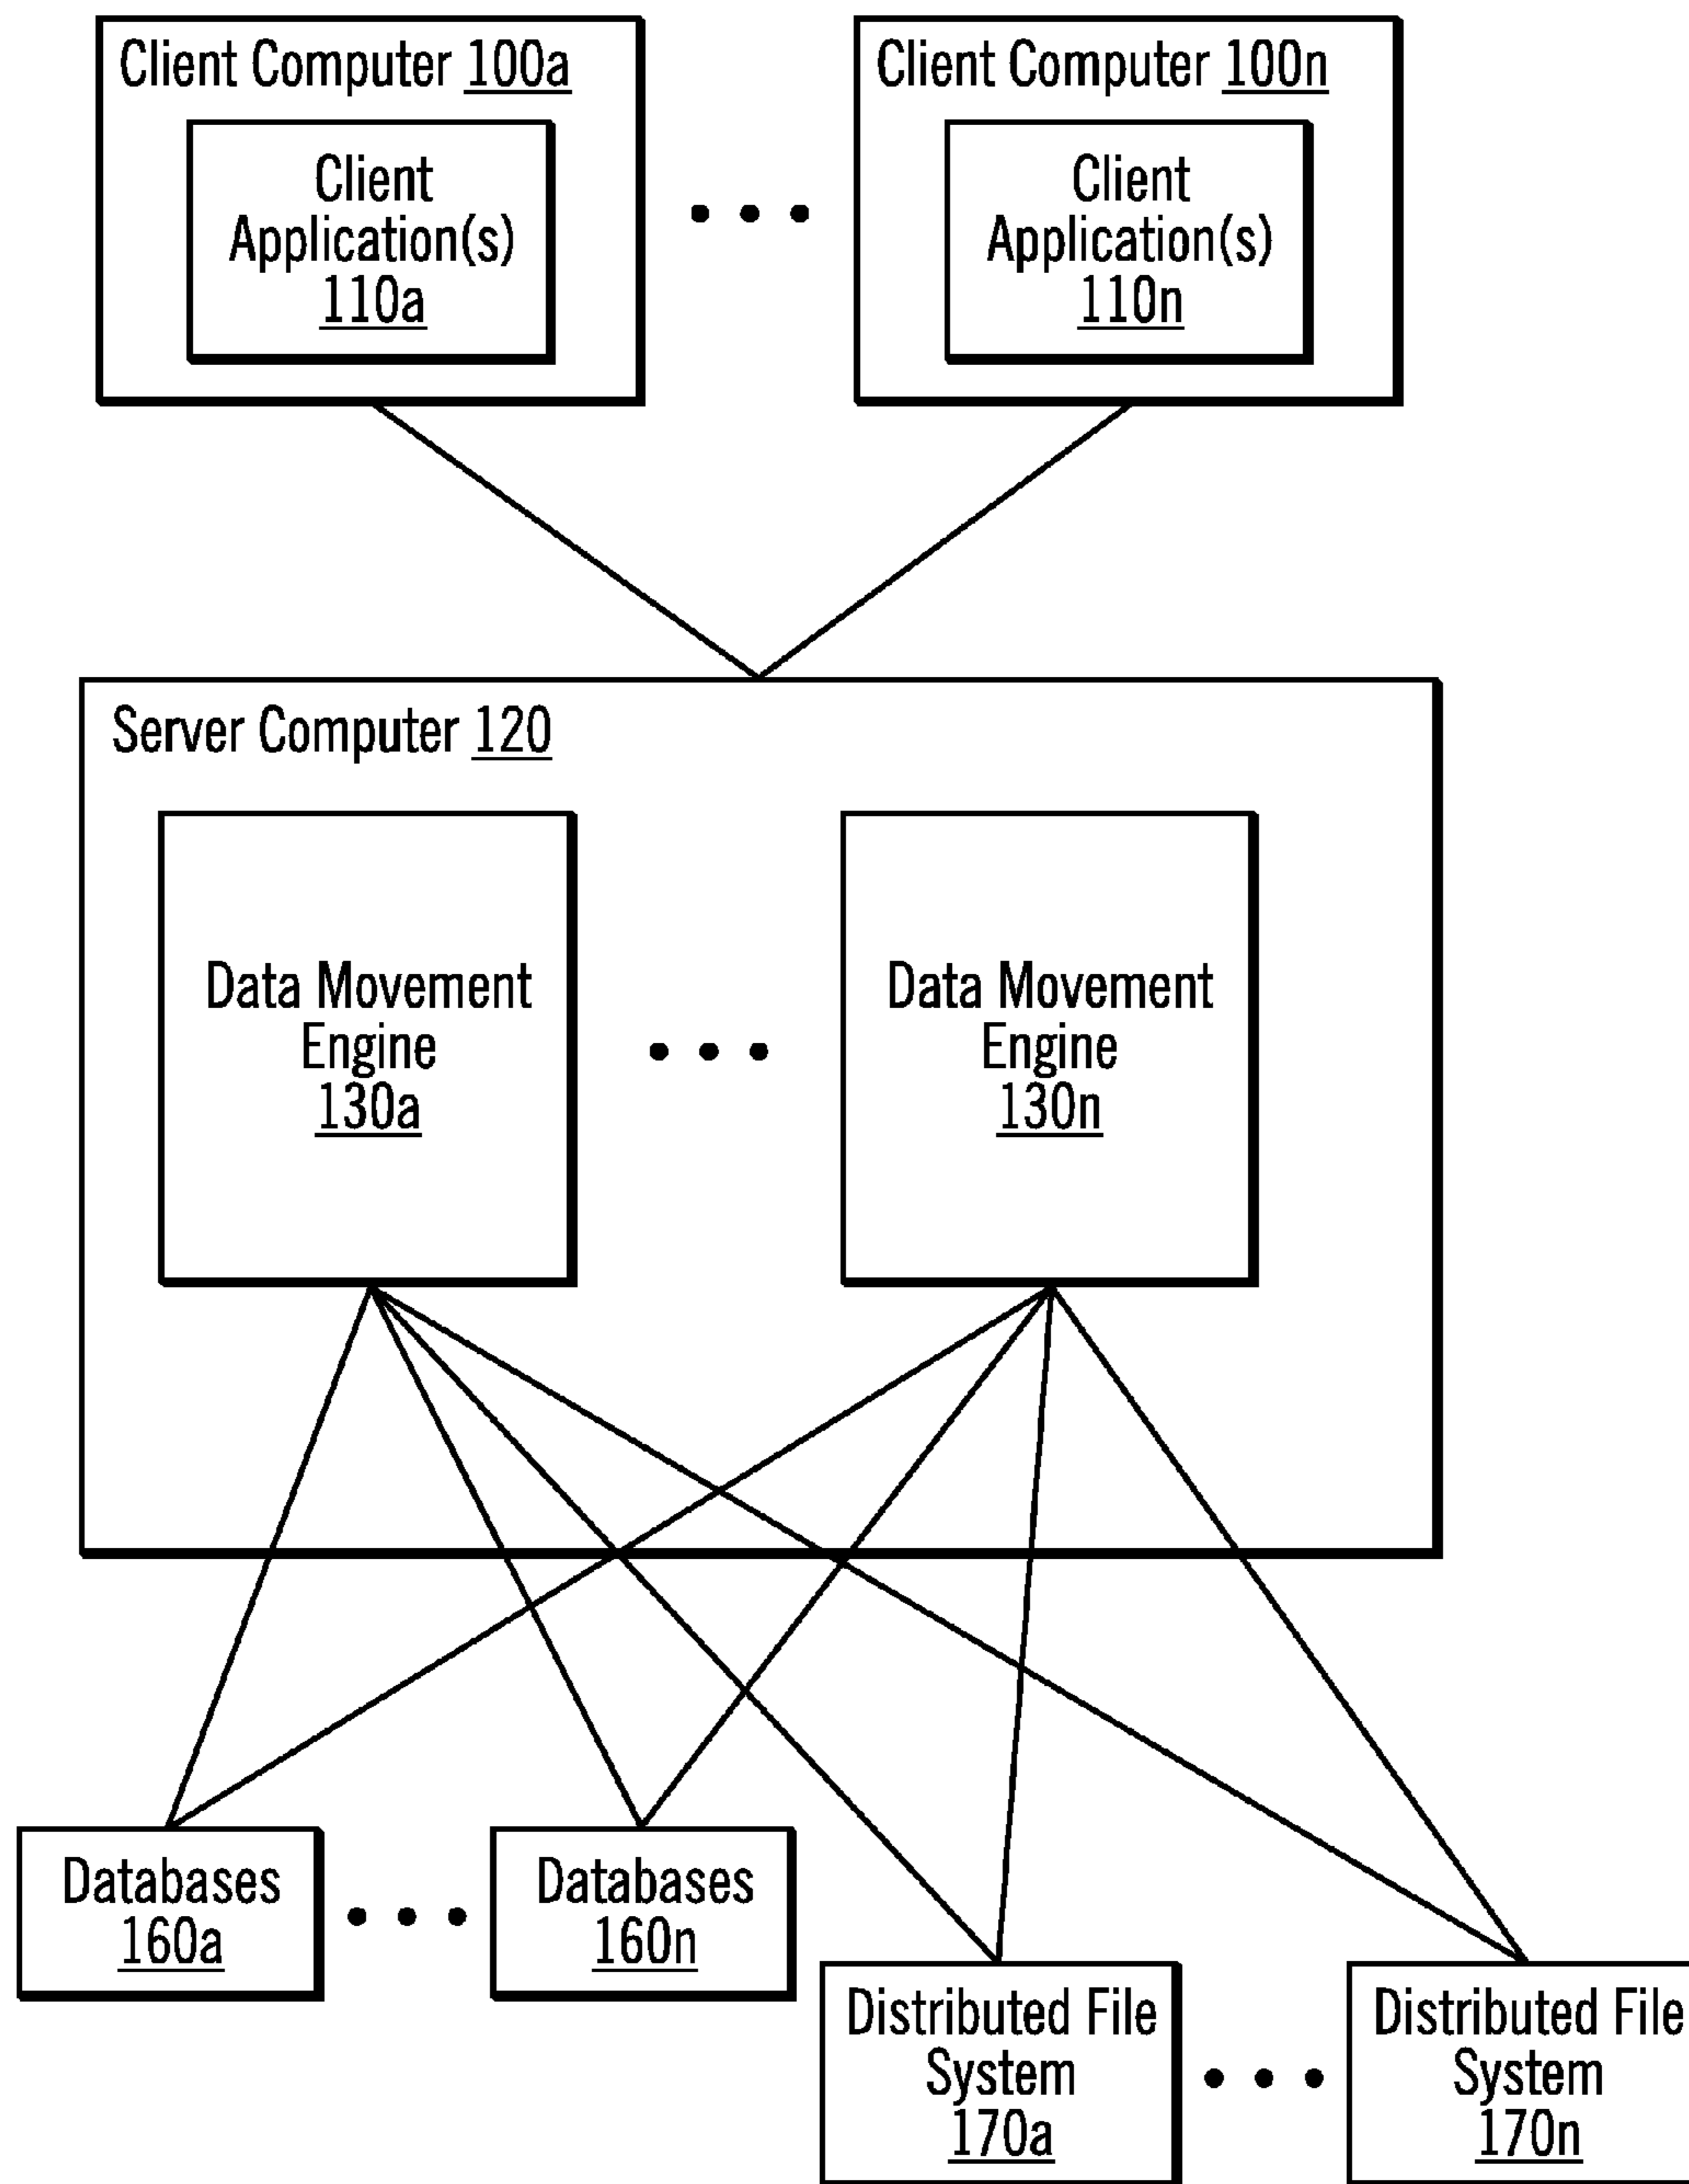 Client Computer 100a
Client
Application(s)
110a
Client Computer 100n
Client
Application(s)
110n
Server Computer 120
Data Movement
Engine
130a
Data Movement
Engine
130n
Databases
160a
Databases
160n
Distributed File
System
170a
Distributed File
System
170n